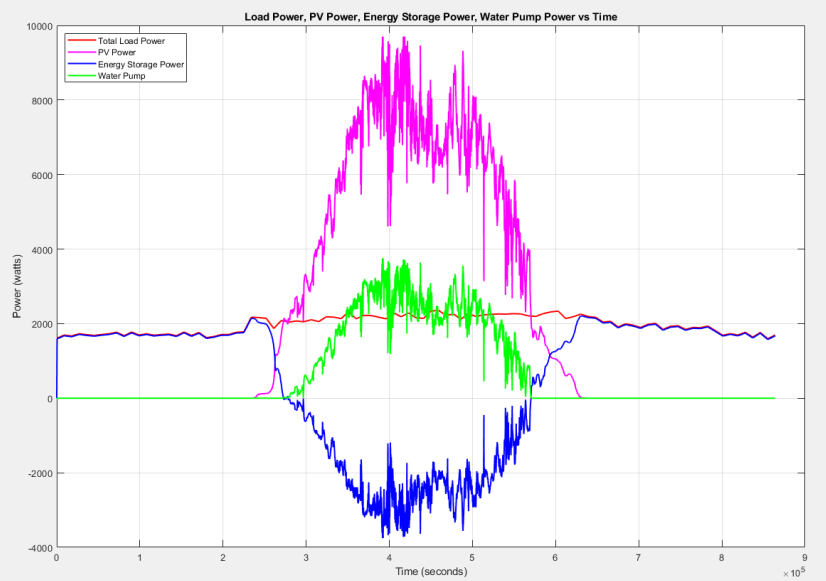 Load Power, PV Power, Energy Storage Power, Water Pump Power vs Time
Total Load Power
PV Power
Energy Storage Power
Water Pump
10000
8000
6000
4000
2000
0
-2000
-4000
Power (watts)
0 1 2 3 4 5 6 7 8 9
×10^5
Time (seconds)